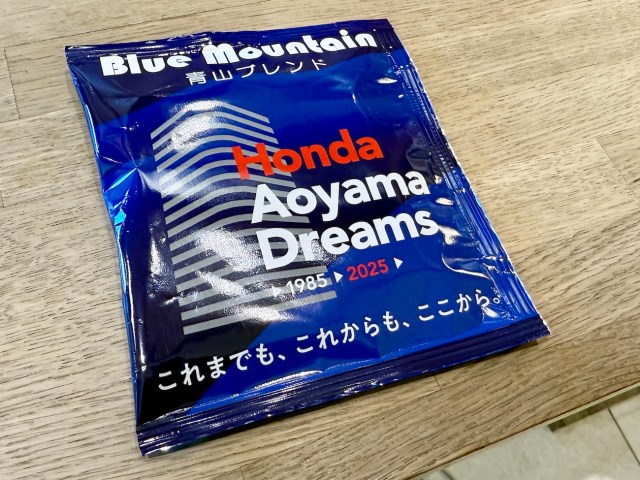 Blue Mountain
青山ブレンド
Honda
Aoyama
Dreams
▶1985▶2025▶
これまでも、これからも、ここから。